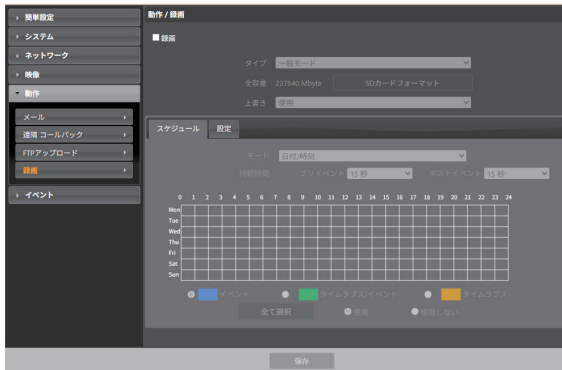 簡単設定
システム
ネットワーク
映像
動作
メール
遠隔 コールバック
FTPアップロード
録画
イベント
動作 / 録画
録画
タイプ 一般モード
全容量 237640 Mbyte SDカードフォーマット
上書き 使用
スケジュール 設定
モード 日付/時刻
持続時間 プリイベント 15 秒 ポストイベント 15 秒
0 1 2 3 4 5 6 7 8 9 10 11 12 13 14 15 16 17 18 19 20 21 22 23 24
Mon
Tue
Wed
Thu
Fri
Sat
Sun
イベント タイムラプス/イベント タイムラプス
全て選択 使用 使用しない
保存